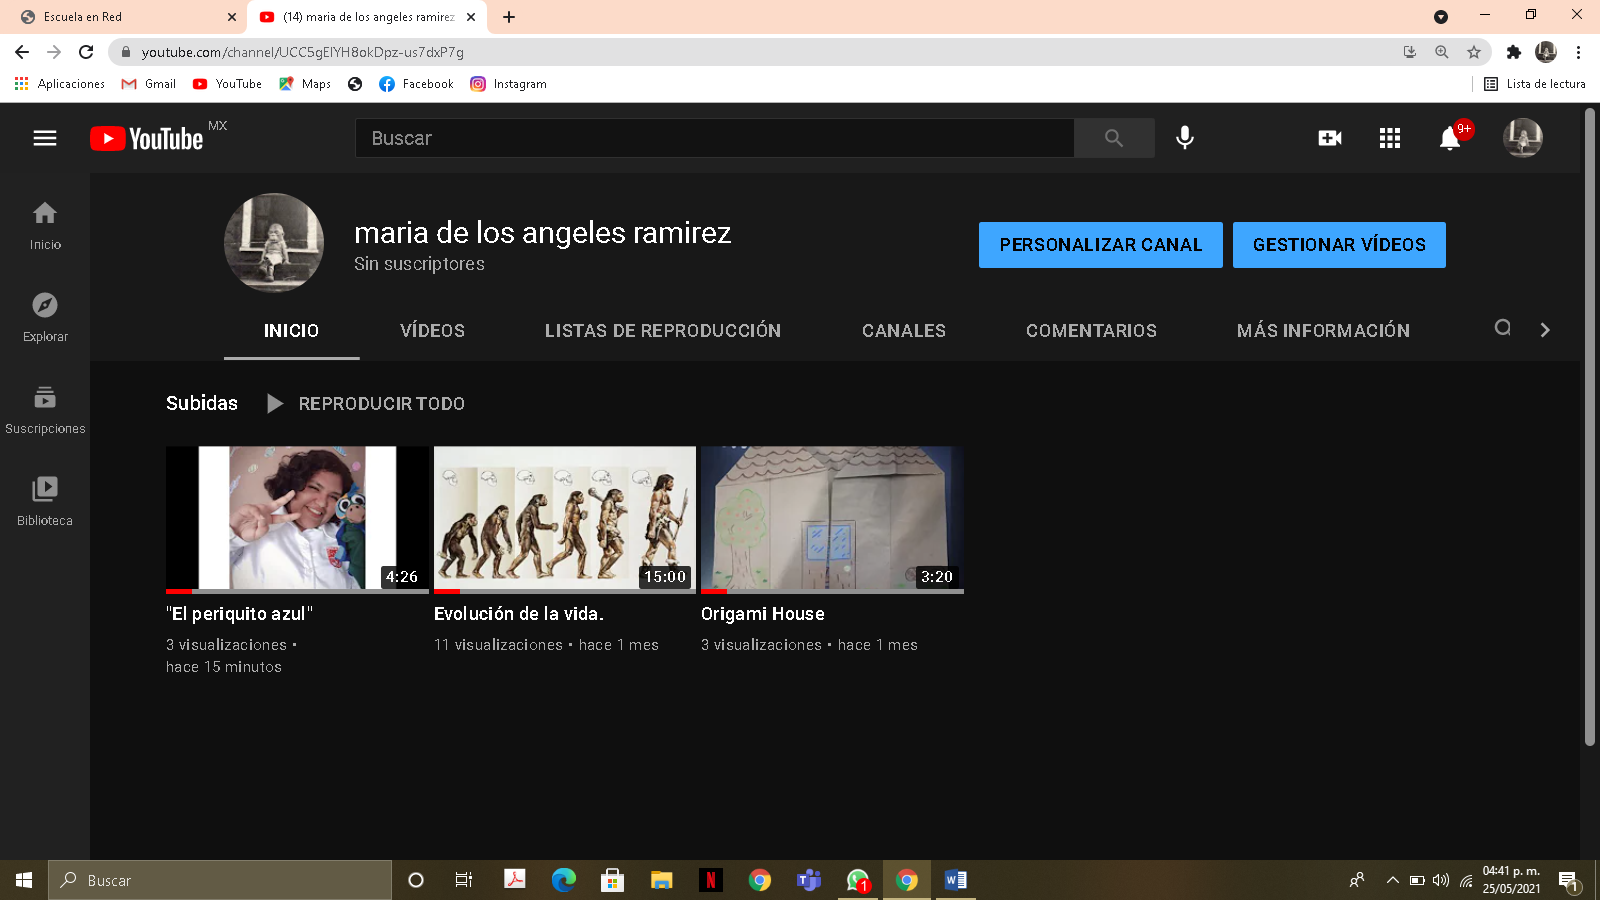 Escuela en Red
(14) maria de los angeles ramirez
youtube.com/channel/UCC5gEIYH8okDpz-us7dxP7g
Aplicaciones
Gmail
YouTube
Maps
Facebook
Instagram
Lista de lectura
YouTube MX
Buscar
9+
Inicio
Explorar
Suscripciones
Biblioteca
maria de los angeles ramirez
Sin suscriptores
PERSONALIZAR CANAL
GESTIONAR VÍDEOS
INICIO
VÍDEOS
LISTAS DE REPRODUCCIÓN
CANALES
COMENTARIOS
MÁS INFORMACIÓN
Subidas
REPRODUCIR TODO
4:26
15:00
3:20
"El periquito azul"
3 visualizaciones •
hace 15 minutos
Evolución de la vida.
11 visualizaciones • hace 1 mes
Origami House
3 visualizaciones • hace 1 mes
Buscar
1
04:41 p. m.
25/05/2021
1